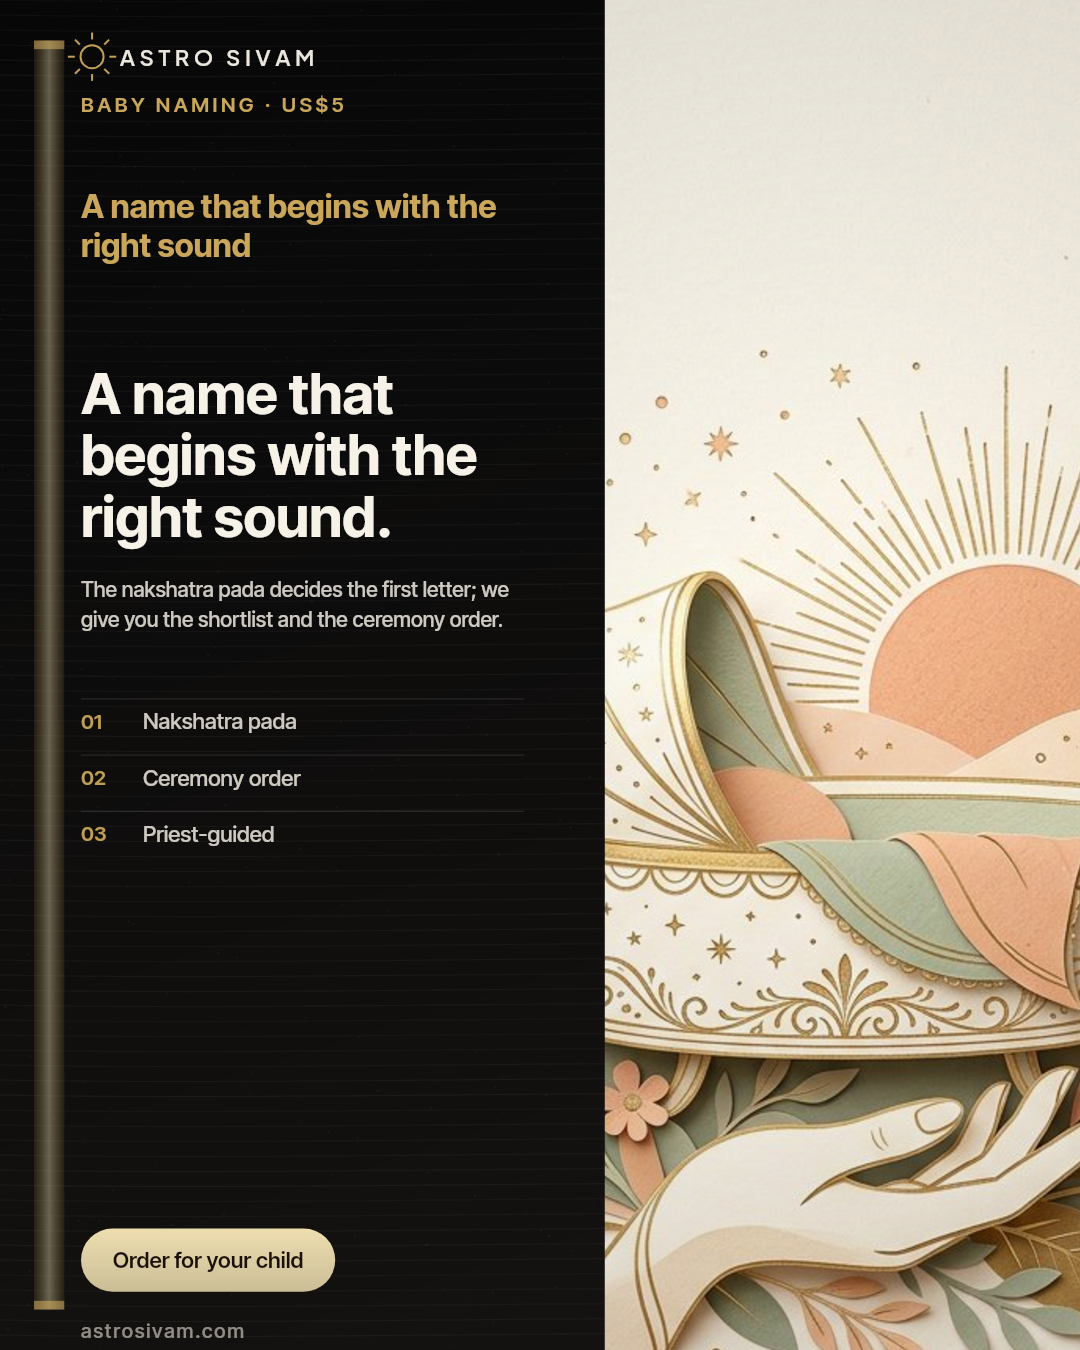 ASTRO SIVAM
BABY NAMING · US$5
A name that begins with the
right sound
A name that
begins with the
right sound.
The nakshatra pada decides the first letter; we
give you the shortlist and the ceremony order.
01 Nakshatra pada
02 Ceremony order
03 Priest-guided
Order for your child
astrosivam.com